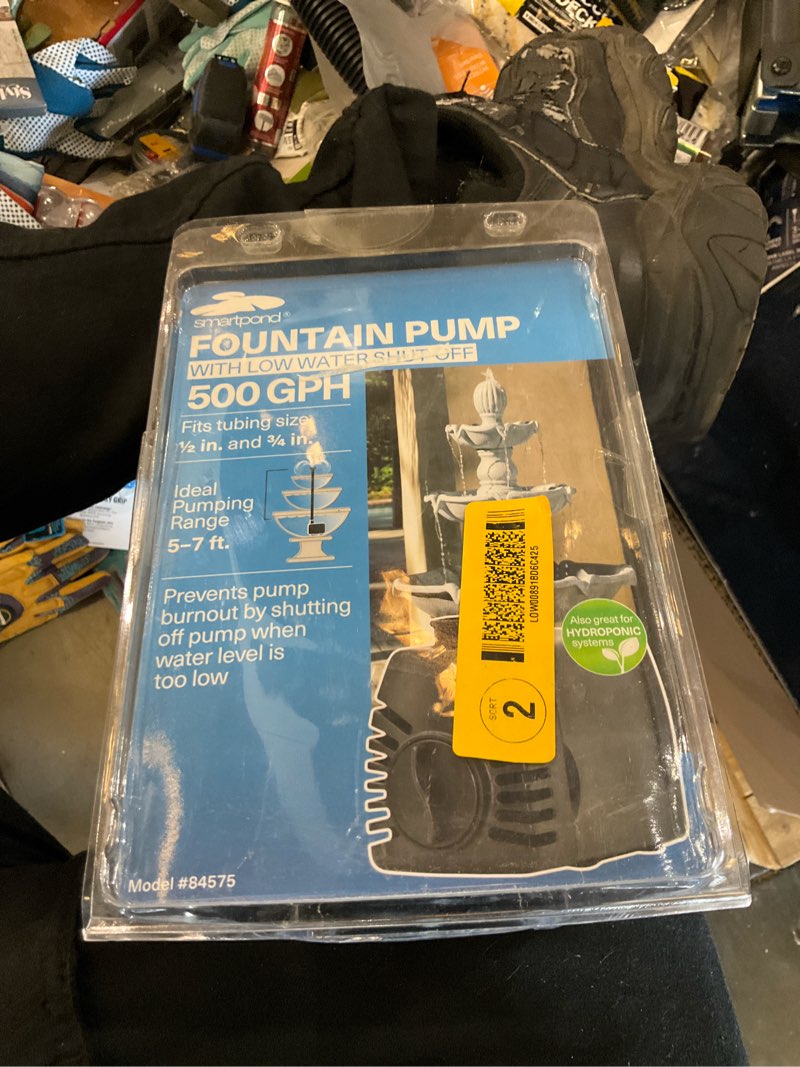 DECK
Style
smartpond®
FOUNTAIN PUMP
WITH LOW WATER SHUT-OFF
500 GPH
Fits tubing size
½ in. and ¾ in.
Ideal
Pumping
Range
5–7 ft.
Prevents pump
burnout by shutting
off pump when
water level is
too low
LOW00891BD6C425
SORT
2
Also great for
HYDROPONIC
systems
Model #84575